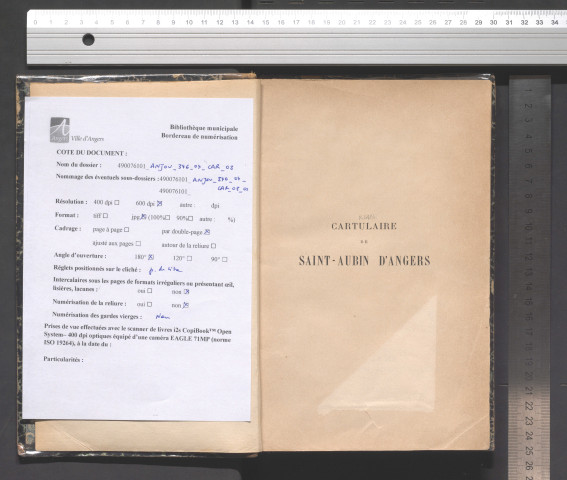 Ville d'Angers
Bibliothèque municipale
Bordereau de numérisation
COTE DU DOCUMENT :
Nom du dossier : 490076101_
Nommage des éventuels sous-dossiers : 490076101_
490076101_
Résolution : 400 dpi ☐ 600 dpi ☒ autre dpi
Format : tiff ☐ jpg ☒ (100% ☐ 90% ☐ autre : %)
Cadrage : page à page ☐ par double-page ☒
ajusté aux pages ☐ autour de la reliure ☐
Angle d'ouverture : 180° ☒ 120° ☐ 90° ☐
Réglets positionnés sur le cliché : p. de titre
Intercalaires sous les pages de formats irréguliers ou présentant
fisières, lacunes : oui ☐ non ☒
Numérisation de la reliure : oui ☐ non ☒
Numérisation des gardes vierges : Non
Prises de vue effectuées avec le scanner de livres i2s CopiBook™ Open
System– 400 dpi optiques équipé d'une caméra EAGLE 71MP (norme
ISO 19264), à la date du :
Particularités :
CARTULAIRE
DE
SAINT-AUBIN D'ANGERS